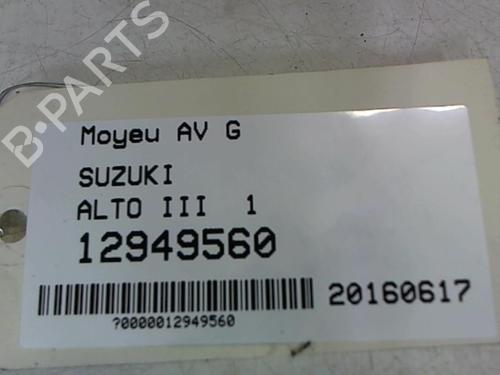 B-PARTS
Moyeu AV G
SUZUKI
ALTO III 1
12949560
20160617
?0000012949560